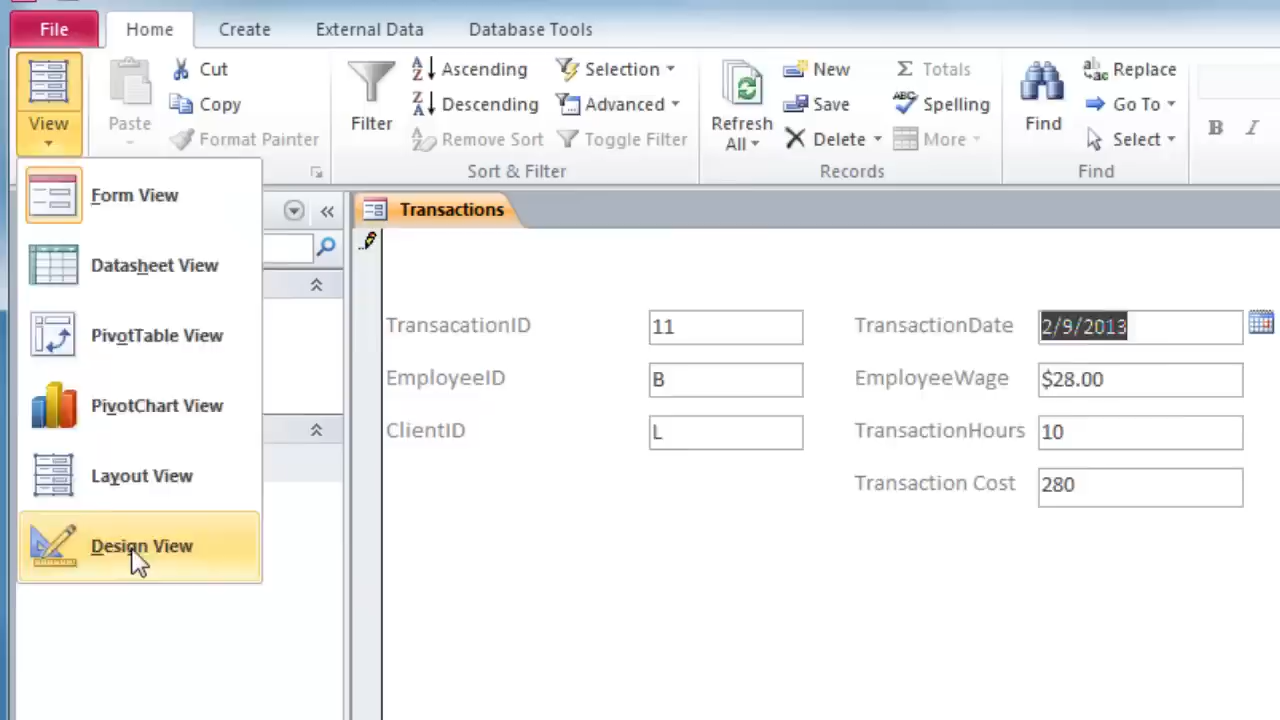 File Home Create External Data Database Tools
View Paste Cut Copy Format Painter
Filter Ascending Descending Remove Sort Selection Advanced Toggle Filter
Sort & Filter
Refresh All New Save Delete Totals Spelling More
Records
Find Replace Go To Select
Find
B I
Form View
Datasheet View
PivotTable View
PivotChart View
Layout View
Design View
Transactions
TransacationID 11 TransactionDate 2/9/2013
EmployeeID B EmployeeWage $28.00
ClientID L TransactionHours 10
Transaction Cost 280